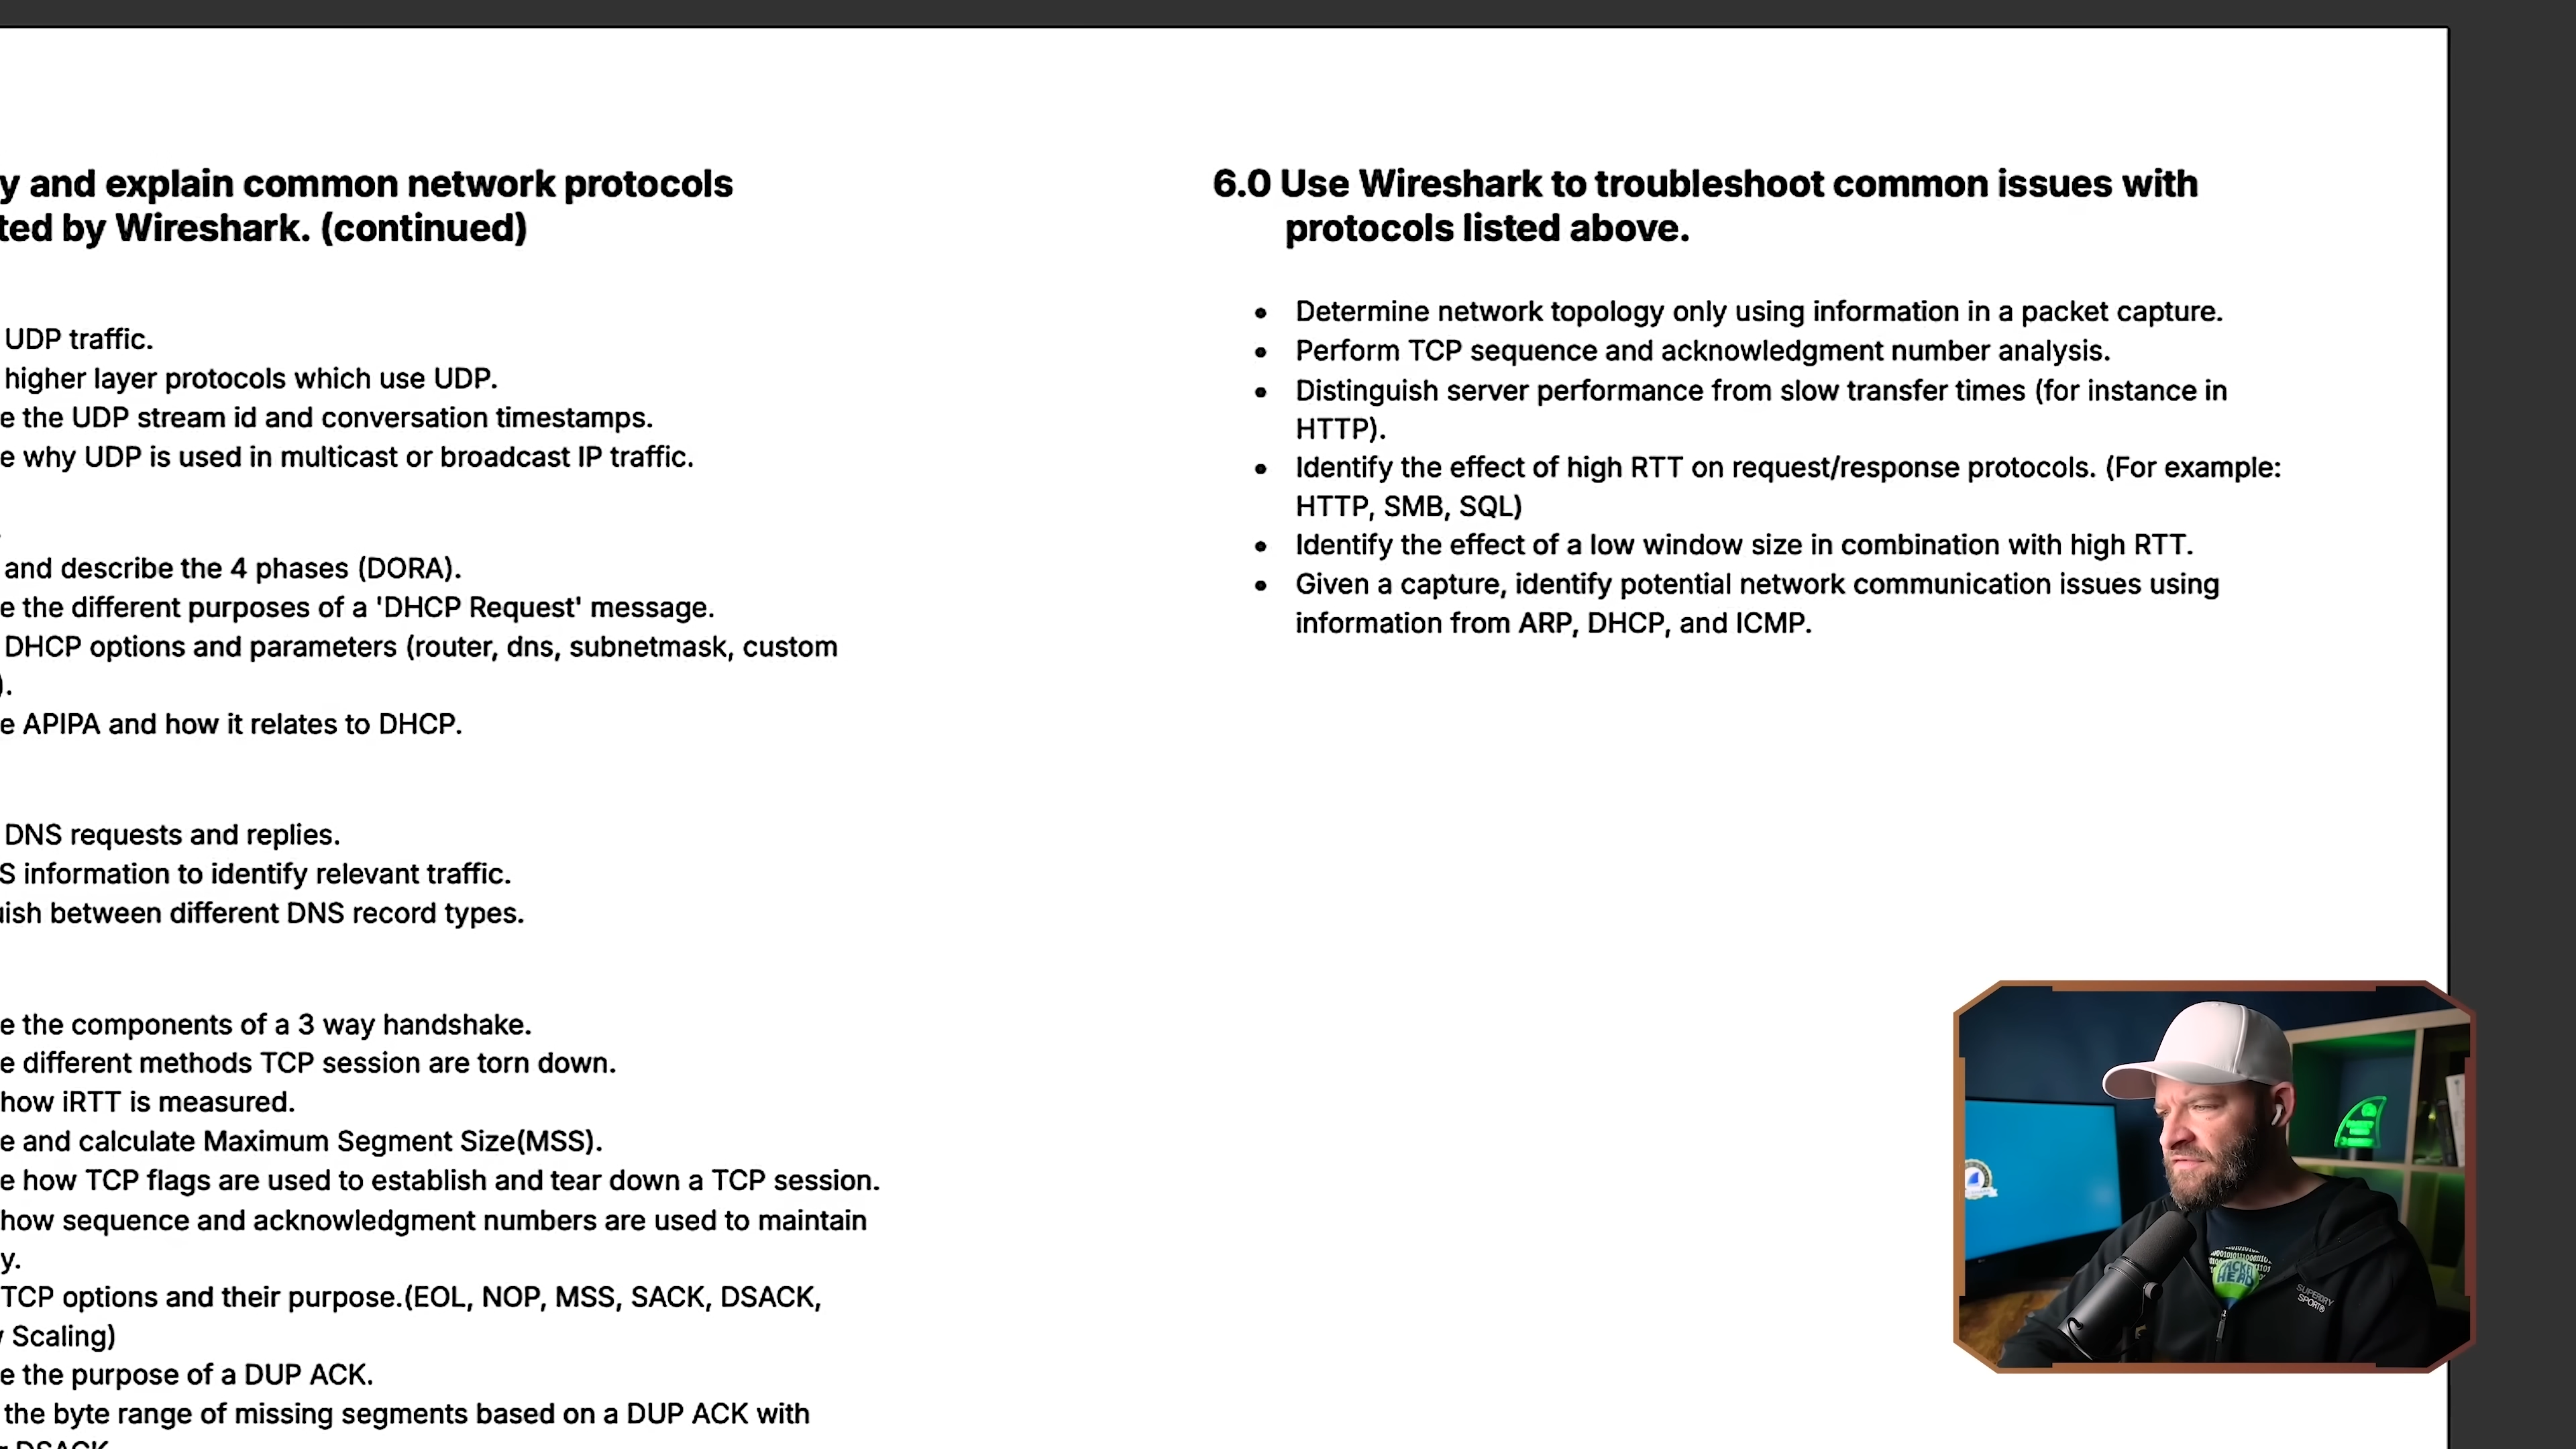 y and explain common network protocols
ted by Wireshark. (continued)
UDP traffic.
higher layer protocols which use UDP.
e the UDP stream id and conversation timestamps.
e why UDP is used in multicast or broadcast IP traffic.
and describe the 4 phases (DORA).
e the different purposes of a 'DHCP Request' message.
DHCP options and parameters (router, dns, subnetmask, custom
).
e APIPA and how it relates to DHCP.
DNS requests and replies.
S information to identify relevant traffic.
ish between different DNS record types.
e the components of a 3 way handshake.
e different methods TCP session are torn down.
how iRTT is measured.
e and calculate Maximum Segment Size(MSS).
e how TCP flags are used to establish and tear down a TCP session.
how sequence and acknowledgment numbers are used to maintain
y.
TCP options and their purpose.(EOL, NOP, MSS, SACK, DSACK,
Scaling)
e the purpose of a DUP ACK.
the byte range of missing segments based on a DUP ACK with
DSACK
6.0 Use Wireshark to troubleshoot common issues with
protocols listed above.
• Determine network topology only using information in a packet capture.
• Perform TCP sequence and acknowledgment number analysis.
• Distinguish server performance from slow transfer times (for instance in
HTTP).
• Identify the effect of high RTT on request/response protocols. (For example:
HTTP, SMB, SQL)
• Identify the effect of a low window size in combination with high RTT.
• Given a capture, identify potential network communication issues using
information from ARP, DHCP, and ICMP.
PACKET
HEAD
SUPERDRY
SPORT®